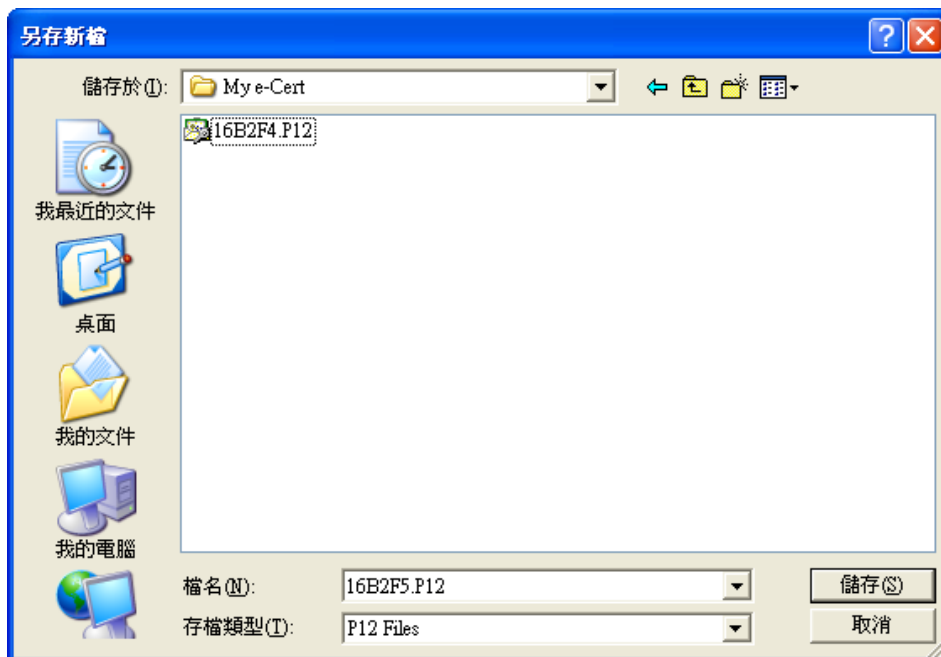 另存新檔
儲存於(I):
My e-Cert
16B2F4.P12
我最近的文件
桌面
我的文件
我的電腦
檔名(N):
16B2F5.P12
儲存(S)
存檔類型(T):
P12 Files
取消